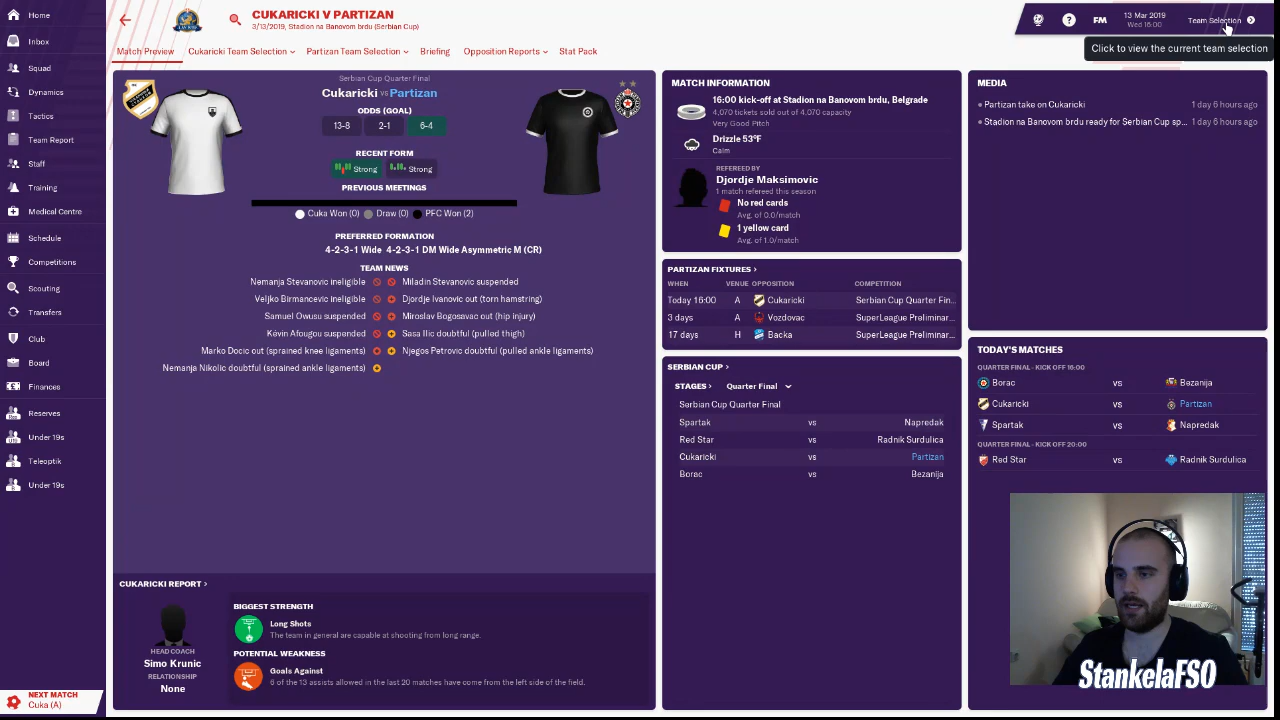 Home
Inbox
Squad
Dynamics
Tactics
Team Report
Staff
Training
Medical Centre
Schedule
Competitions
Scouting
Transfers
Club
Board
Finances
Reserves
Under 19s
Teleoptik
Under 19s
NEXT MATCH
Cuka (A)
CUKARICKI V PARTIZAN
3/13/2019, Stadion na Banovom brdu (Serbian Cup)
13 Mar 2019
Wed 16:00
FM
Team Selection
Click to view the current team selection
Match Preview
Cukaricki Team Selection
Partizan Team Selection
Briefing
Opposition Reports
Stat Pack
Serbian Cup Quarter Final
Cukaricki vs Partizan
ODDS (GOAL)
13-8 2-1 6-4
RECENT FORM
Strong Strong
PREVIOUS MEETINGS
Cuka Won (0) Draw (0) PFC Won (2)
PREFERRED FORMATION
4-2-3-1 Wide 4-2-3-1 DM Wide Asymmetric M (CR)
TEAM NEWS
Nemanja Stevanovic ineligible Miladin Stevanovic suspended
Veljko Birmancevic ineligible Djordje Ivanovic out (torn hamstring)
Samuel Owusu suspended Miroslav Bogosavac out (hip injury)
Kévin Afougou suspended Sasa Ilic doubtful (pulled thigh)
Marko Docic out (sprained knee ligaments) Njegos Petrovic doubtful (pulled ankle ligaments)
Nemanja Nikolic doubtful (sprained ankle ligaments)
CUKARICKI REPORT
HEAD COACH
Simo Krunic
RELATIONSHIP
None
BIGGEST STRENGTH
Long Shots
The team in general are capable at shooting from long range.
POTENTIAL WEAKNESS
Goals Against
6 of the 13 assists allowed in the last 20 matches have come from the left side of the field.
MATCH INFORMATION
16:00 kick-off at Stadion na Banovom brdu, Belgrade
4,070 tickets sold out of 4,070 capacity
Very Good Pitch
Drizzle 53°F
Calm
REFEREED BY
Djordje Maksimovic
1 match refereed this season
No red cards
Avg. of 0.0/match
1 yellow card
Avg. of 1.0/match
PARTIZAN FIXTURES
WHEN VENUE OPPOSITION COMPETITION
Today 16:00 A Cukaricki Serbian Cup Quarter Fin...
3 days A Vozdovac SuperLeague Preliminar...
17 days H Backa SuperLeague Preliminar...
SERBIAN CUP
STAGES Quarter Final
Serbian Cup Quarter Final
Spartak vs Napredak
Red Star vs Radnik Surdulica
Cukaricki vs Partizan
Borac vs Bezanija
MEDIA
Partizan take on Cukaricki 1 day 6 hours ago
Stadion na Banovom brdu ready for Serbian Cup sp... 1 day 6 hours ago
TODAY'S MATCHES
QUARTER FINAL - KICK OFF 16:00
Borac vs Bezanija
Cukaricki vs Partizan
Spartak vs Napredak
QUARTER FINAL - KICK OFF 20:00
Red Star vs Radnik Surdulica
StankelaFSO